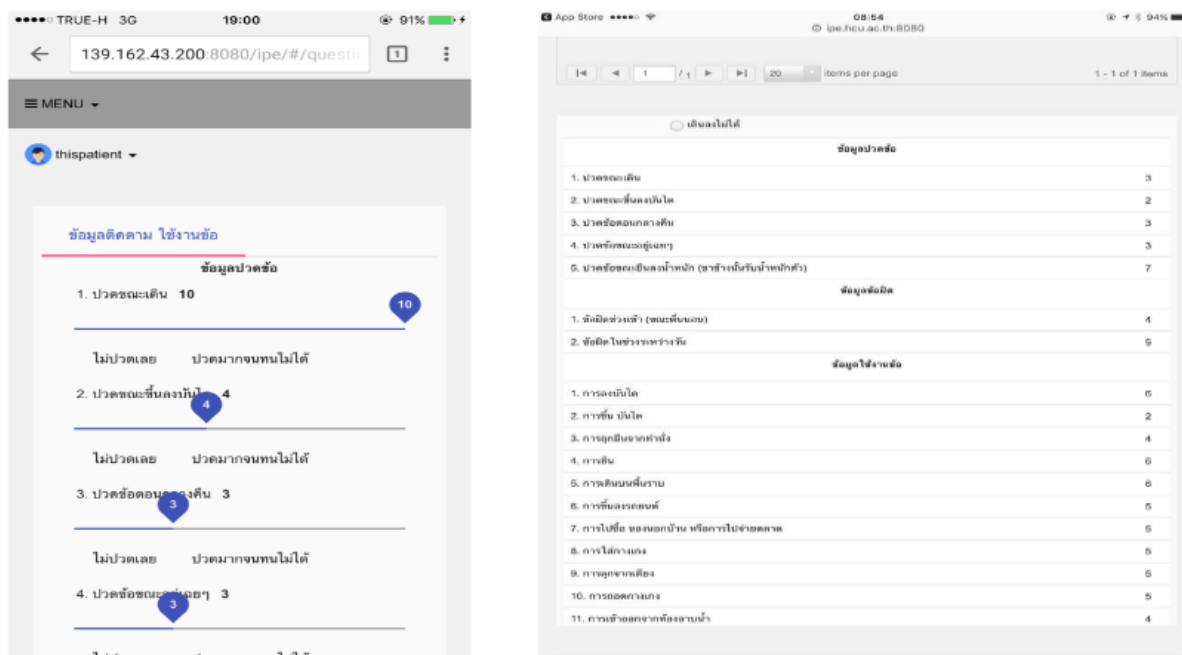 TRUE-H 3G 19:00 91%
139.162.43.200:8080/ipe/#/questic
1
MENU
thispatient
ข้อมูลติดตาม ใช้งานข้อ
ข้อมูลปวดข้อ
1. ปวดขณะเดิน 10
10
ไม่ปวดเลย ปวดมากจนทนไม่ได้
2. ปวดขณะขึ้นลงบันได 4
4
ไม่ปวดเลย ปวดมากจนทนไม่ได้
3. ปวดข้อตอนกลางคืน 3
3
ไม่ปวดเลย ปวดมากจนทนไม่ได้
4. ปวดข้อขณะอยู่เฉยๆ 3
3
App Store 08:54 94%
ipe.hcu.ac.th:8080
1 / 1 20 items per page 1 - 1 of 1 items
เดินลงไม่ได้
ข้อมูลปวดข้อ
1. ปวดขณะเดิน 3
2. ปวดขณะขึ้นลงบันได 2
3. ปวดข้อตอนกลางคืน 3
4. ปวดข้อขณะอยู่เฉยๆ 3
5. ปวดข้อขณะยืนลงน้ำหนัก (ขาข้างนั้นรับน้ำหนักตัว) 7
ข้อมูลข้อฝืด
1. ข้อฝืดช่วงเช้า (ขณะตื่นนอน) 4
2. ข้อฝืดในช่วงระหว่างวัน 5
ข้อมูลใช้งานข้อ
1. การลงบันได 6
2. การขึ้น บันได 2
3. การลุกยืนจากท่านั่ง 4
4. การยืน 6
5. การเดินบนพื้นราบ 6
6. การขึ้นลงรถยนต์ 5
7. การไปซื้อ ของนอกบ้าน หรือการไปจ่ายตลาด 5
8. การใส่กางเกง 5
9. การลุกจากเตียง 5
10. การถอดกางเกง 5
11. การเข้าออกจากห้องอาบน้ำ 4